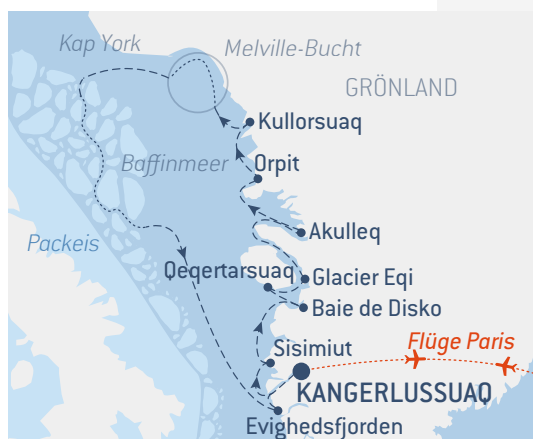 Kap York
Melville-Bucht
GRÖNLAND
Kullorsuaq
Baffinmeer
Orpit
Akulleq
Packeis
Qeqertarsuaq
Glacier Eqi
Baie de Disko
Sisimiut
Flüge Paris
KANGERLUSSUAQ
Evighedsfjorden